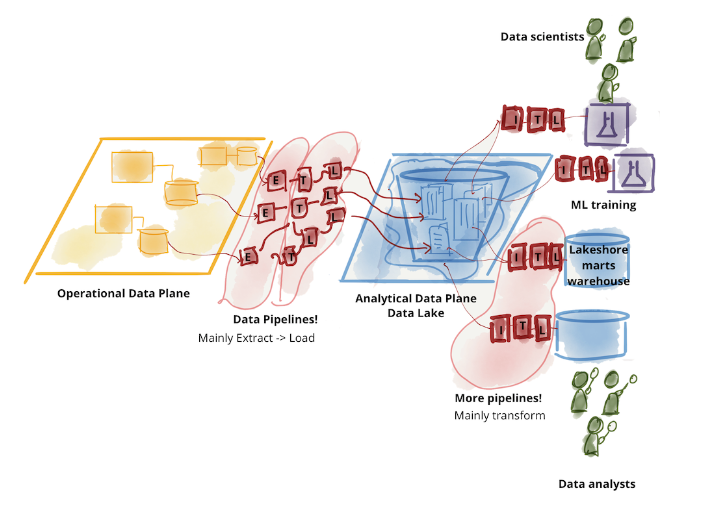 Data scientists
I T L
I T L
ML training
E T L
E T L
E T L
Operational Data Plane
Data Pipelines!
Mainly Extract -> Load
Analytical Data Plane
Data Lake
I T L
Lakeshore
marts
warehouse
I T L
More pipelines!
Mainly transform
Data analysts